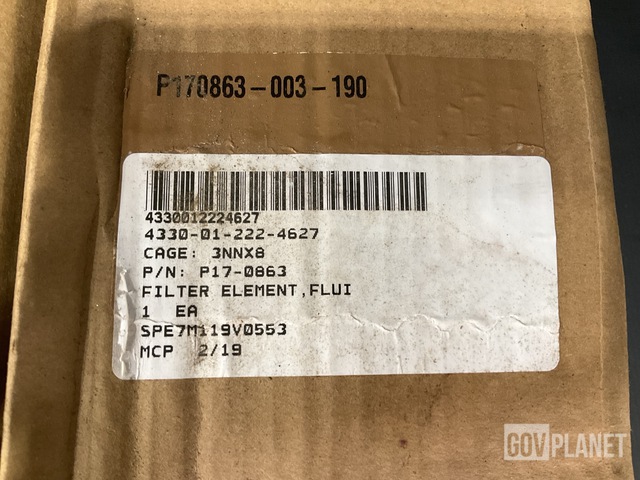 P170863-003-190
4330012224627
4330-01-222-4627
CAGE: 3NNX8
P/N: P17-0863
FILTER ELEMENT,FLUI
1 EA
SPE7M119V0553
MCP 2/19
GOVPLANET